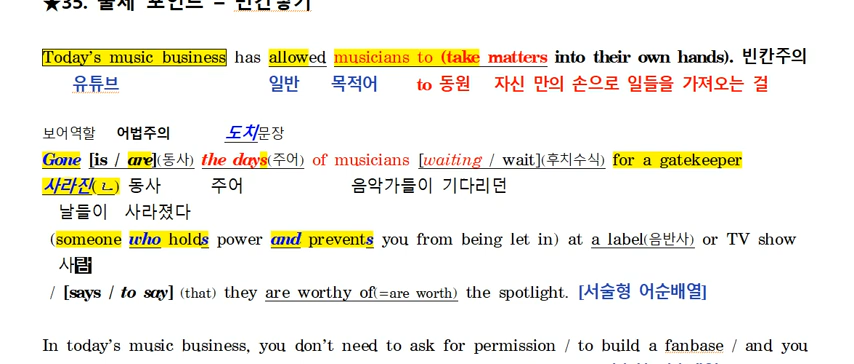 ★35. 출제 포인트 – 빈칸넣기
Today's music business has allowed musicians to (take matters into their own hands). 빈칸주의
유튜브 일반 목적어 to 동원 자신 만의 손으로 일들을 가져오는 걸
보어역할 어법주의 도치문장
Gone [is / are](동사) the days(주어) of musicians [waiting / wait](후치수식) for a gatekeeper
사라진(ㄴ) 동사 주어 음악가들이 기다리던
날들이 사라졌다
(someone who holds power and prevents you from being let in) at a label(음반사) or TV show
사람
/ [says / to say] (that) they are worthy of(=are worth) the spotlight. [서술형 어순배열]
In today's music business, you don't need to ask for permission / to build a fanbase / and you